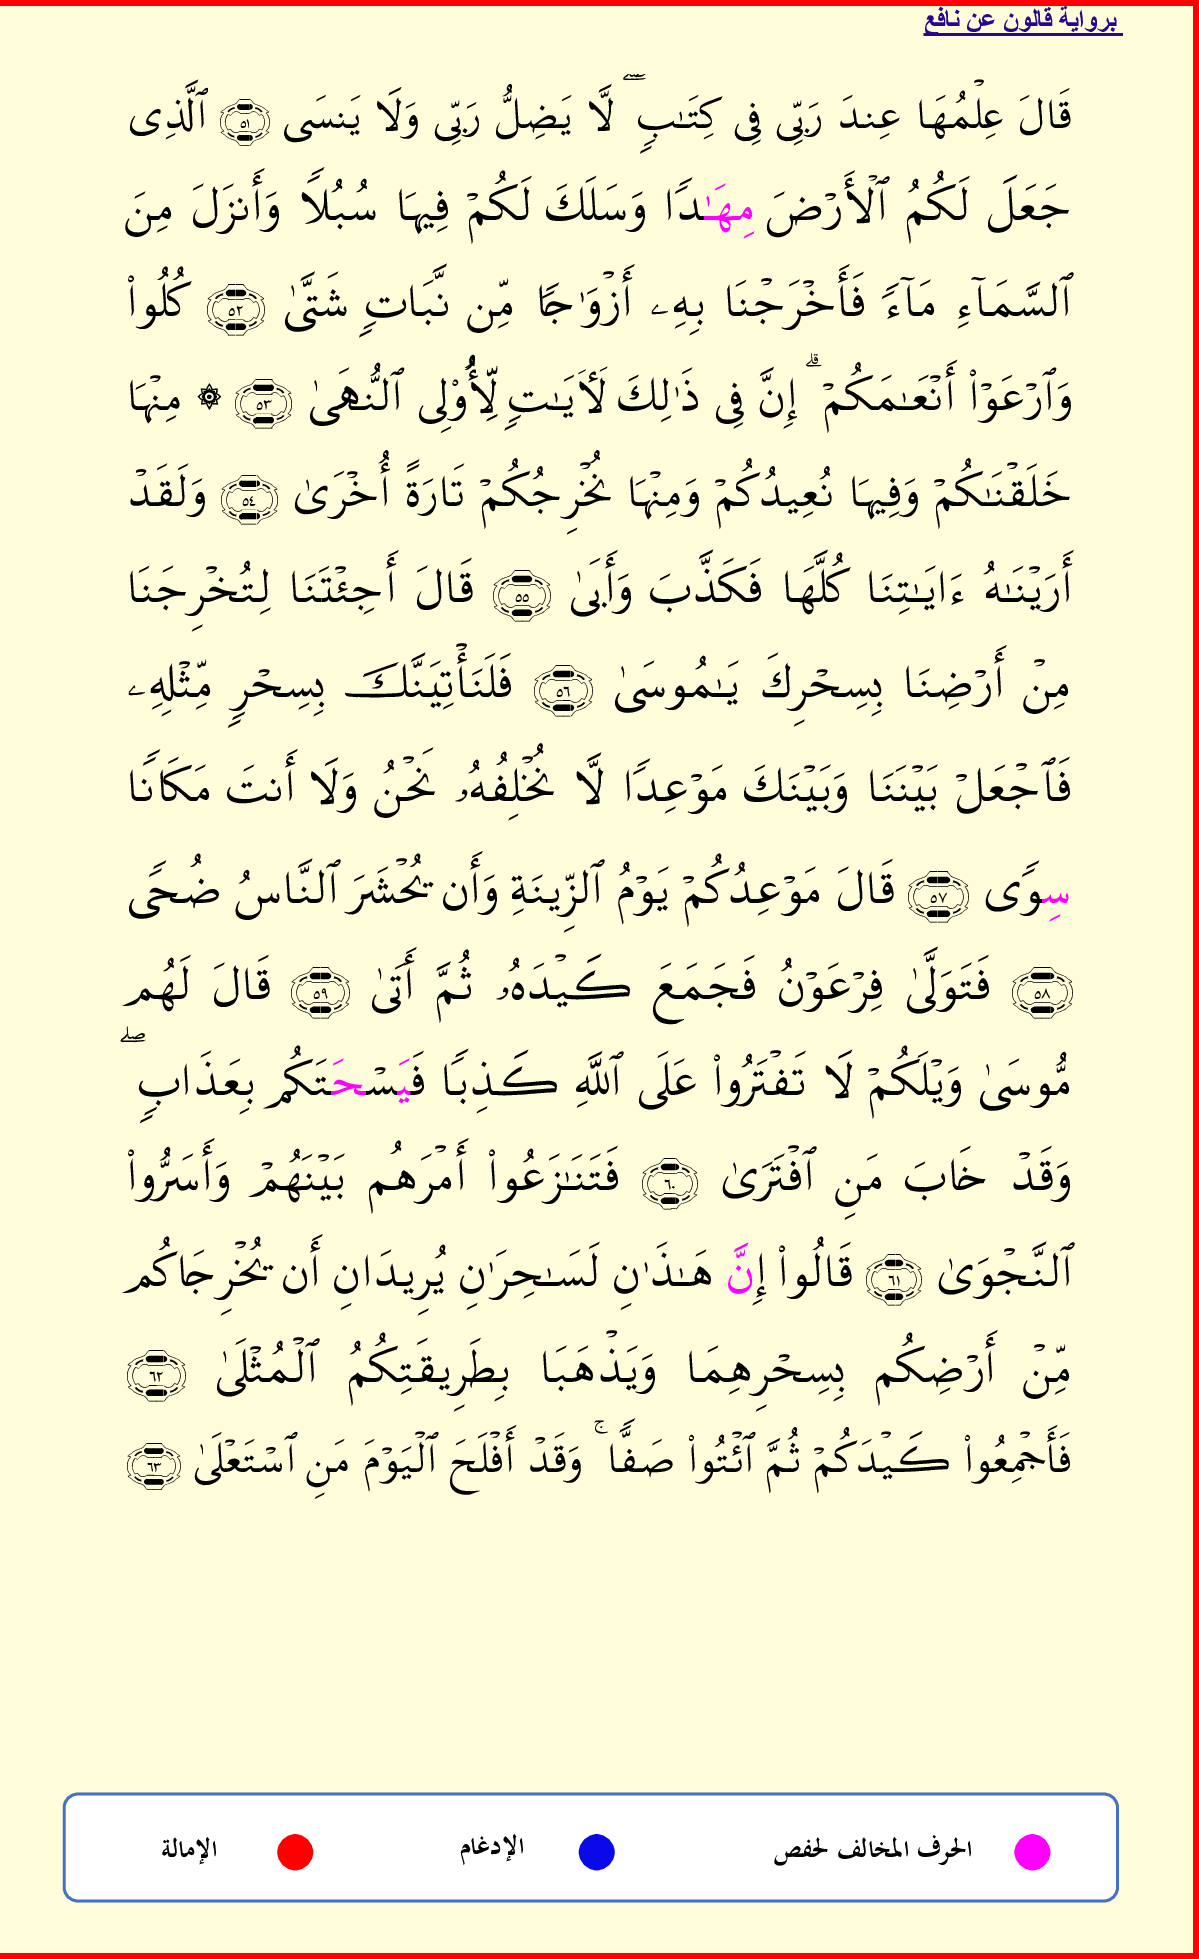 برواية قالون عن نافع
قَالَ عِلۡمُهَا عِندَ رَبِّي فِي كِتَٰبٖۖ لَّا يَضِلُّ رَبِّي وَلَا يَنسَى ٥١ ٱلَّذِي
جَعَلَ لَكُمُ ٱلۡأَرۡضَ مِهَٰدٗا وَسَلَكَ لَكُمۡ فِيهَا سُبُلٗا وَأَنزَلَ مِنَ
ٱلسَّمَآءِ مَآءٗ فَأَخۡرَجۡنَا بِهِۦ أَزۡوَٰجٗا مِّن نَّبَاتٖ شَتَّىٰ ٥٢ كُلُواْ
وَٱرۡعَوۡاْ أَنۡعَٰمَكُمۡۗ إِنَّ فِي ذَٰلِكَ لَأٓيَٰتٖ لِّأُوْلِي ٱلنُّهَىٰ ٥٣ ۞ مِنۡهَا
خَلَقۡنَٰكُمۡ وَفِيهَا نُعِيدُكُمۡ وَمِنۡهَا نُخۡرِجُكُمۡ تَارَةً أُخۡرَىٰ ٥٤ وَلَقَدۡ
أَرَيۡنَٰهُ ءَايَٰتِنَا كُلَّهَا فَكَذَّبَ وَأَبَىٰ ٥٥ قَالَ أَجِئۡتَنَا لِتُخۡرِجَنَا
مِنۡ أَرۡضِنَا بِسِحۡرِكَ يَٰمُوسَىٰ ٥٦ فَلَنَأۡتِيَنَّكَ بِسِحۡرٖ مِّثۡلِهِۦ
فَٱجۡعَلۡ بَيۡنَنَا وَبَيۡنَكَ مَوۡعِدٗا لَّا نُخۡلِفُهُۥ نَحۡنُ وَلَا أَنتَ مَكَانٗا
سِوٗى ٥٧ قَالَ مَوۡعِدُكُمۡ يَوۡمُ ٱلزِّينَةِ وَأَن يُحۡشَرَ ٱلنَّاسُ ضُحٗى
٥٨ فَتَوَلَّىٰ فِرۡعَوۡنُ فَجَمَعَ كَيۡدَهُۥ ثُمَّ أَتَىٰ ٥٩ قَالَ لَهُم
مُّوسَىٰ وَيۡلَكُمۡ لَا تَفۡتَرُواْ عَلَى ٱللَّهِ كَذِبٗا فَيَسۡحَتَكُم بِعَذَابٖۖ
وَقَدۡ خَابَ مَنِ ٱفۡتَرَىٰ ٦٠ فَتَنَٰزَعُواْ أَمۡرَهُم بَيۡنَهُمۡ وَأَسَرُّواْ
ٱلنَّجۡوَىٰ ٦١ قَالُواْ إِنَّ هَٰذَٰنِ لَسَٰحِرَٰنِ يُرِيدَانِ أَن يُخۡرِجَاكُم
مِّنۡ أَرۡضِكُم بِسِحۡرِهِمَا وَيَذۡهَبَا بِطَرِيقَتِكُمُ ٱلۡمُثۡلَىٰ ٦٢
فَأَجۡمِعُواْ كَيۡدَكُمۡ ثُمَّ ٱئۡتُواْ صَفّٗاۚ وَقَدۡ أَفۡلَحَ ٱلۡيَوۡمَ مَنِ ٱسۡتَعۡلَىٰ ٦٣
الحرف المخالف لحفص الإدغام الإمالة